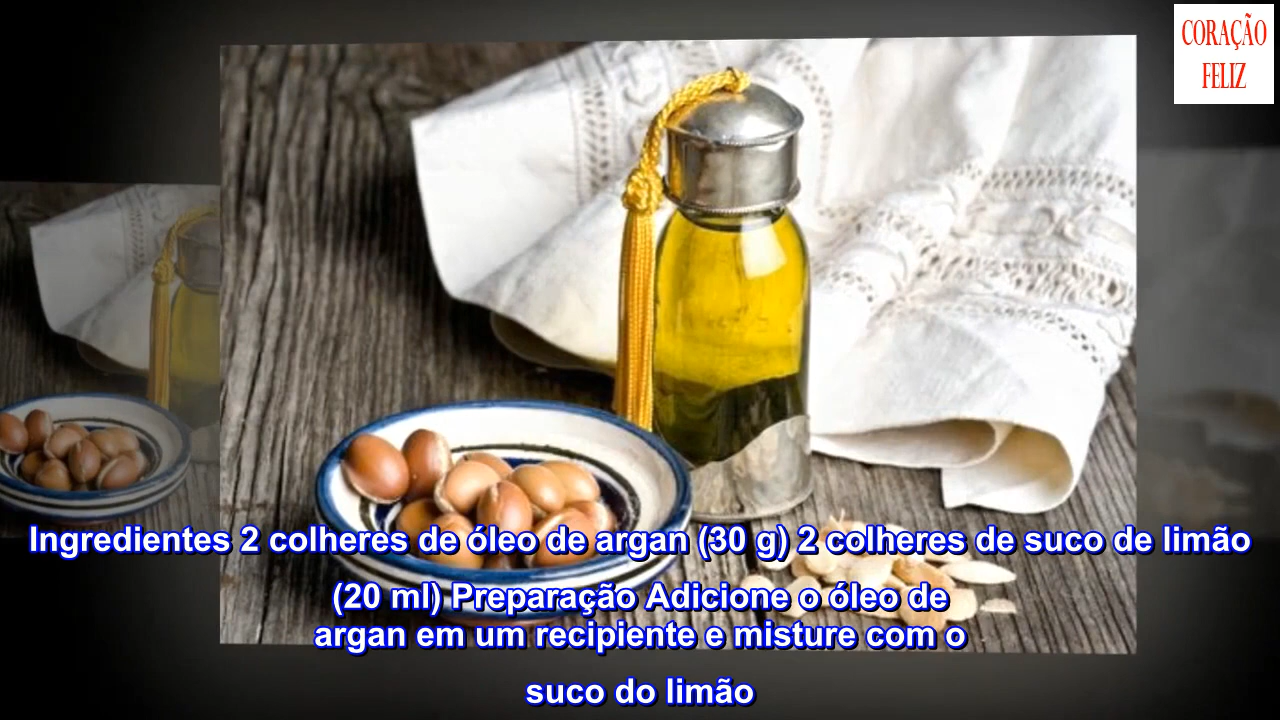 CORAÇÃO
FELIZ
Ingredientes 2 colheres de óleo de argan (30 g) 2 colheres de suco de limão
(20 ml) Preparação Adicione o óleo de
argan em um recipiente e misture com o
suco do limão